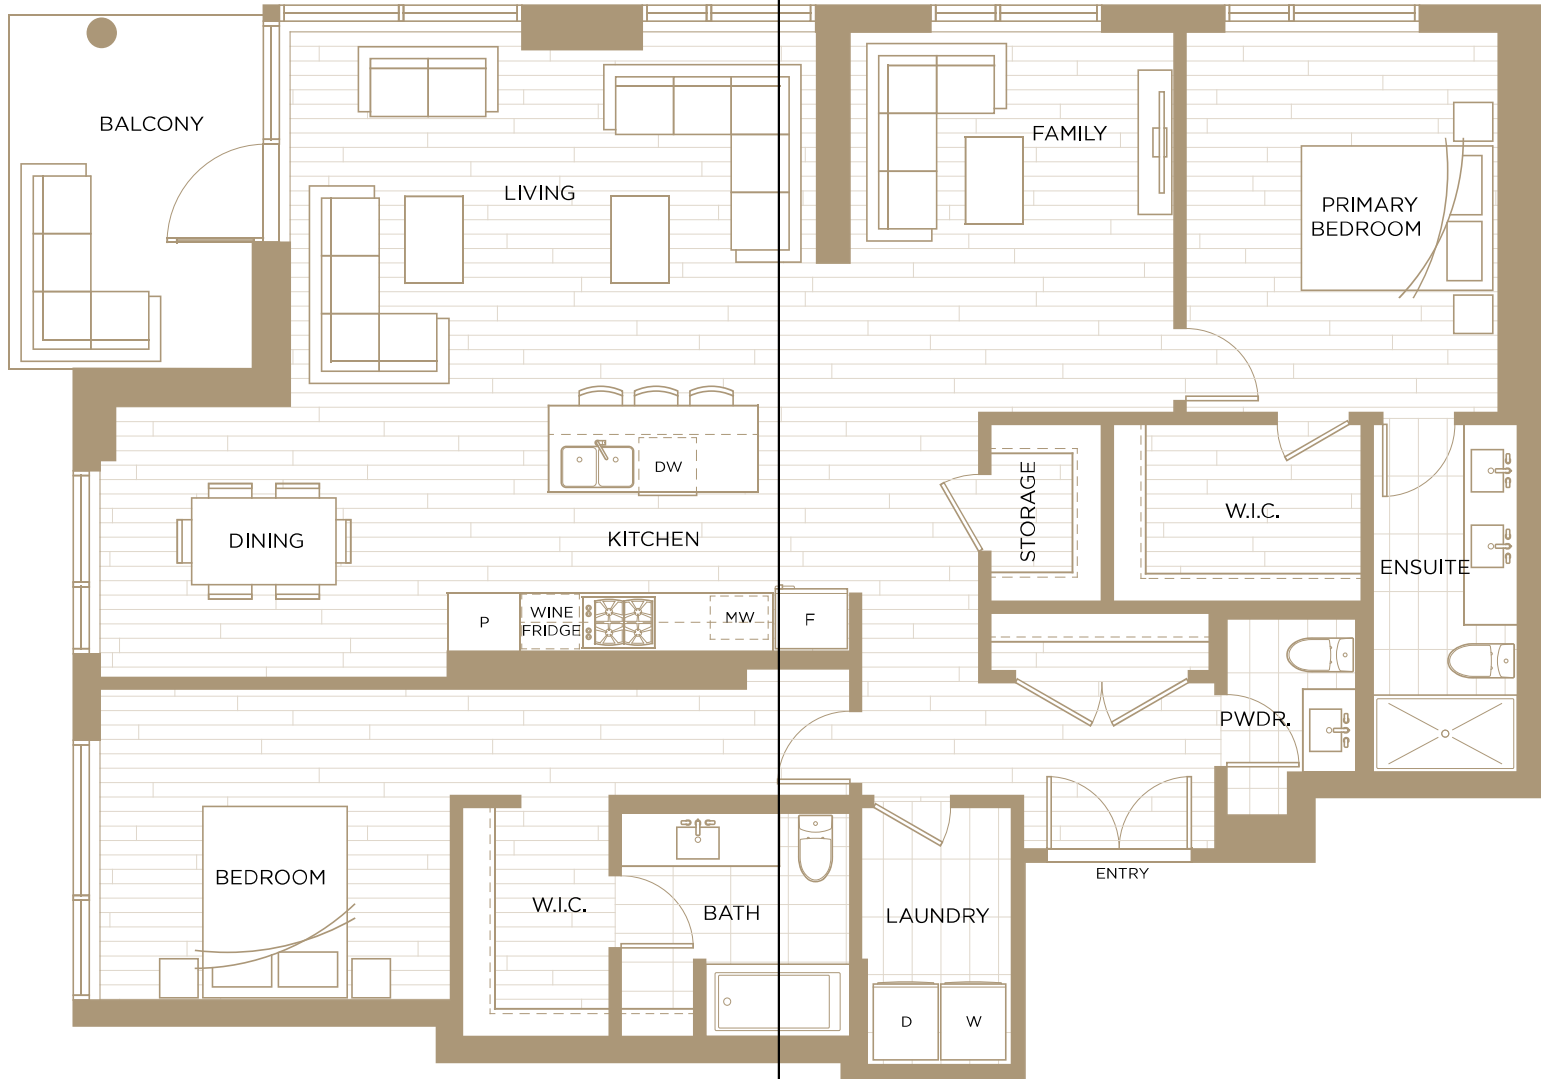 BALCONY
LIVING
FAMILY
PRIMARY
BEDROOM
DW
STORAGE
W.I.C.
DINING
KITCHEN
ENSUITE
P
WINE
FRIDGE
MW
F
PWDR.
BEDROOM
W.I.C.
BATH
LAUNDRY
ENTRY
D
W